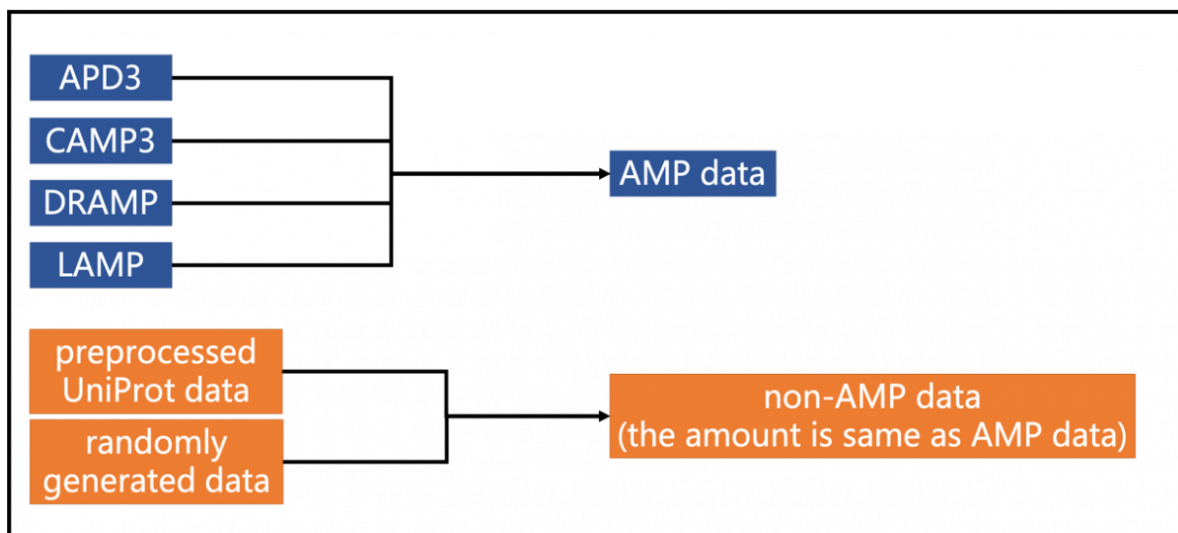 APD3
CAMP3
DRAMP
LAMP
AMP data
preprocessed
UniProt data
randomly
generated data
non-AMP data
(the amount is same as AMP data)